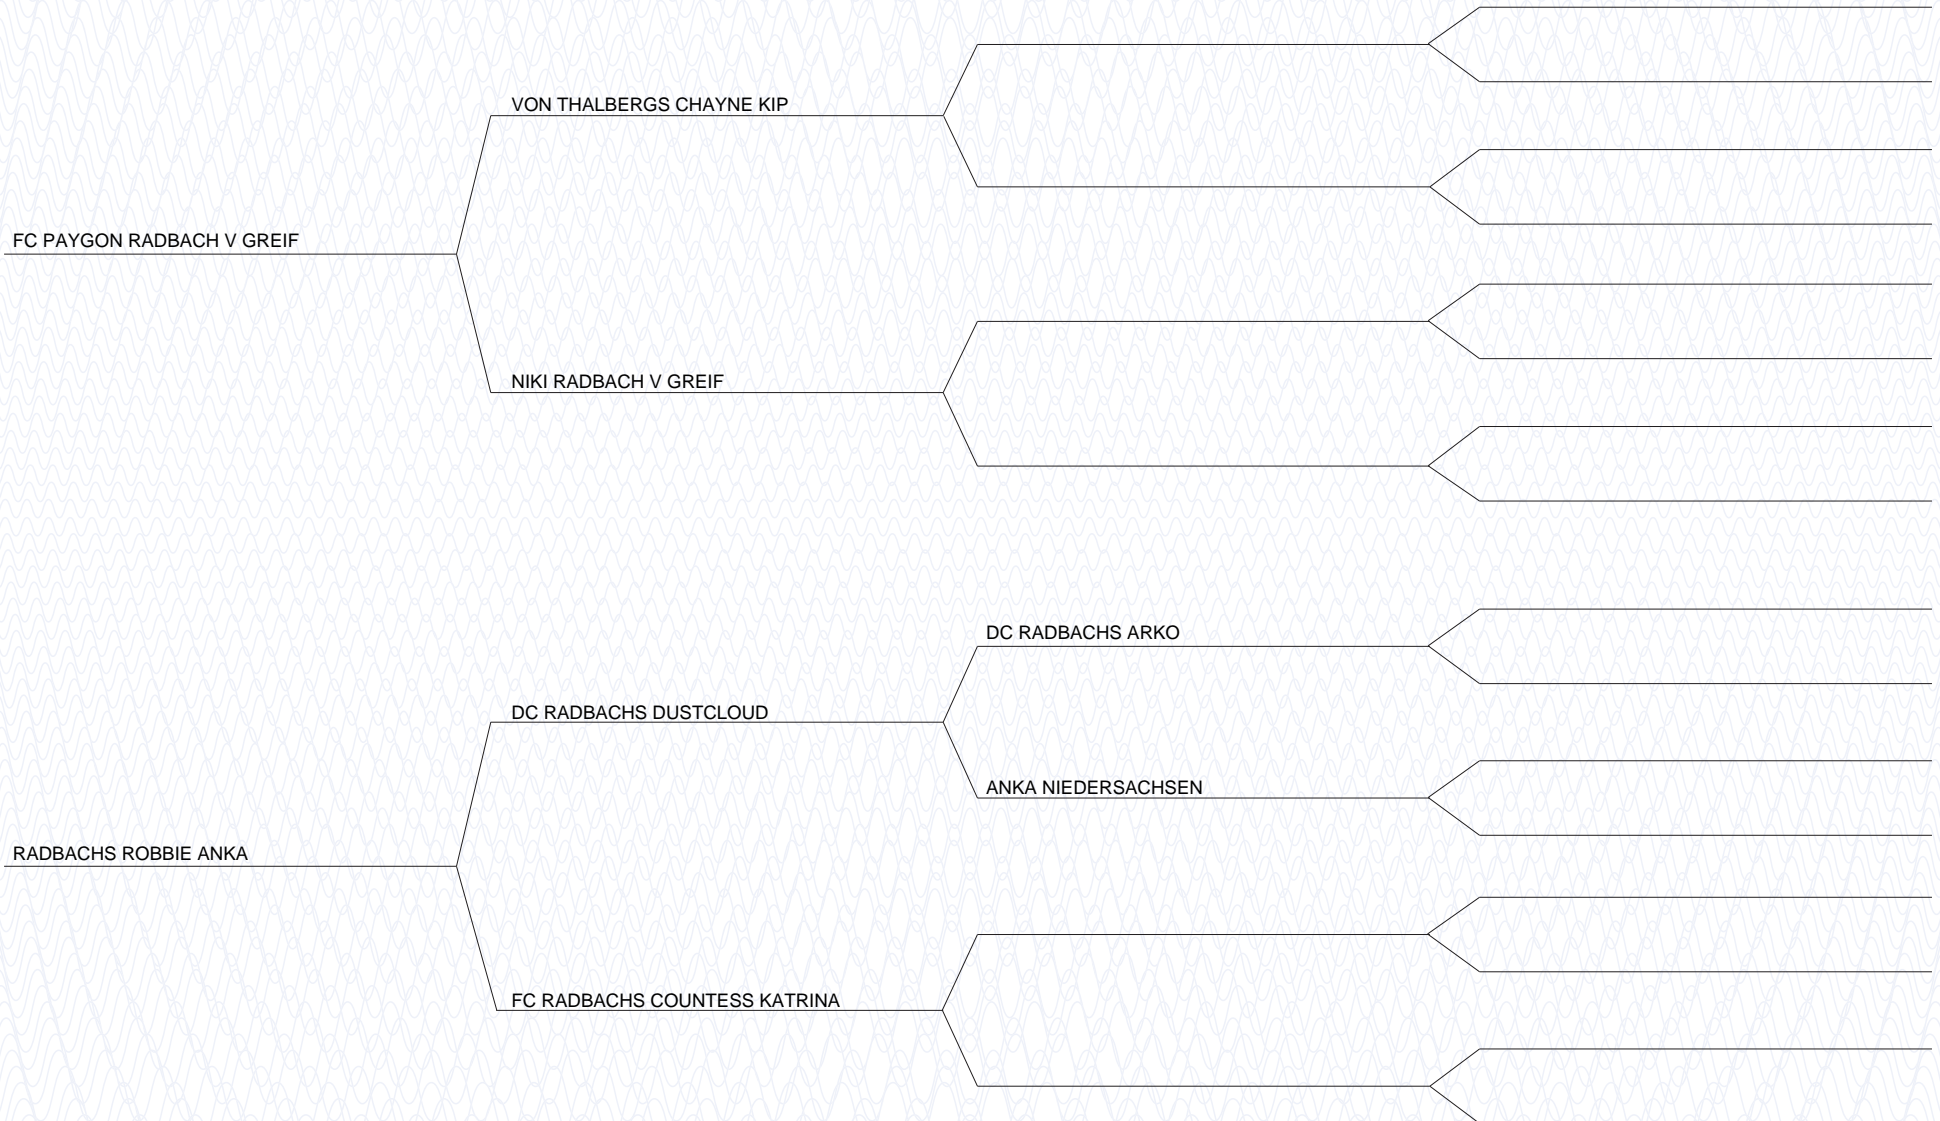 VON THALBERGS CHAYNE KIP
FC PAYGON RADBACH V GREIF
NIKI RADBACH V GREIF
DC RADBACHS ARKO
DC RADBACHS DUSTCLOUD
ANKA NIEDERSACHSEN
RADBACHS ROBBIE ANKA
FC RADBACHS COUNTESS KATRINA